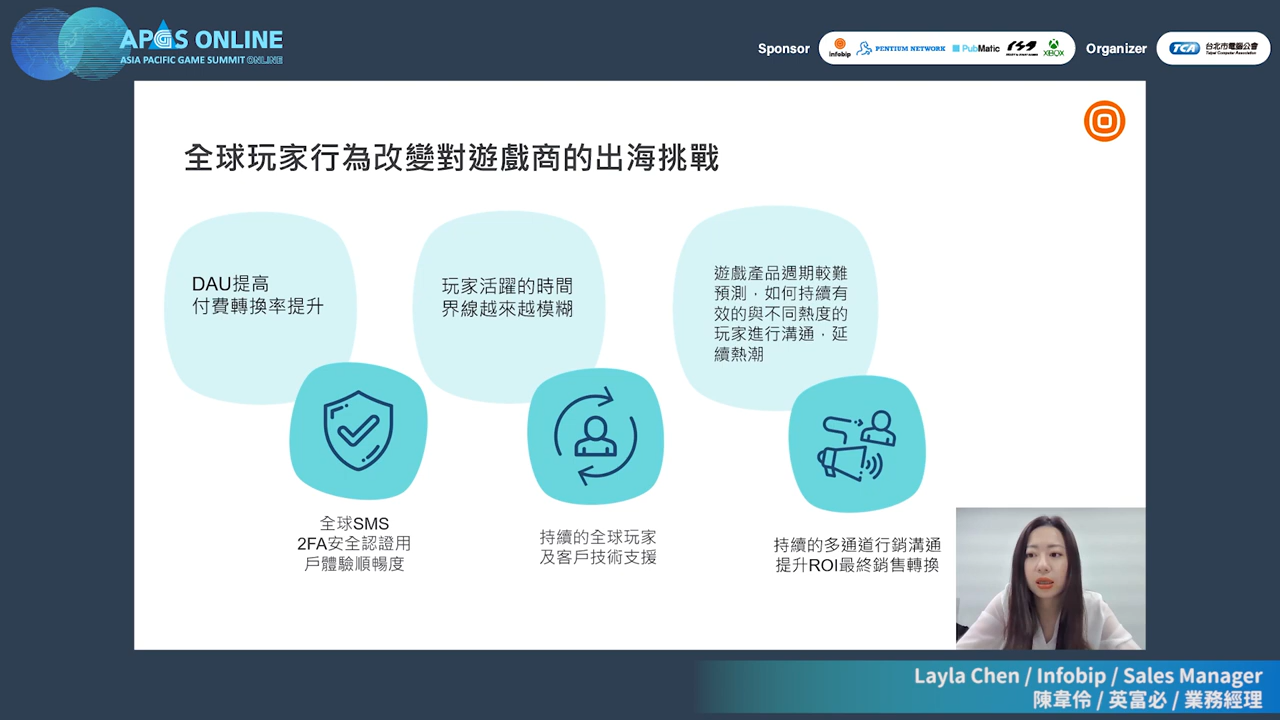 APGS ONLINE
ASIA PACIFIC GAME SUMMIT ONLINE
Sponsor
infobip
PENTIUM NETWORK
PubMatic
XBOX
Organizer
TCA
台北市電腦公會
Taipei Computer Association
全球玩家行為改變對遊戲商的出海挑戰
DAU提高
付費轉換率提升
玩家活躍的時間
界線越來越模糊
遊戲產品週期較難
預測，如何持續有
效的與不同熱度的
玩家進行溝通，延
續熱潮
全球SMS
2FA安全認證用
戶體驗順暢度
持續的全球玩家
及客戶技術支援
持續的多通道行銷溝通
提升ROI最終銷售轉換
Layla Chen / Infobip / Sales Manager
陳韋伶 / 英富必 / 業務經理